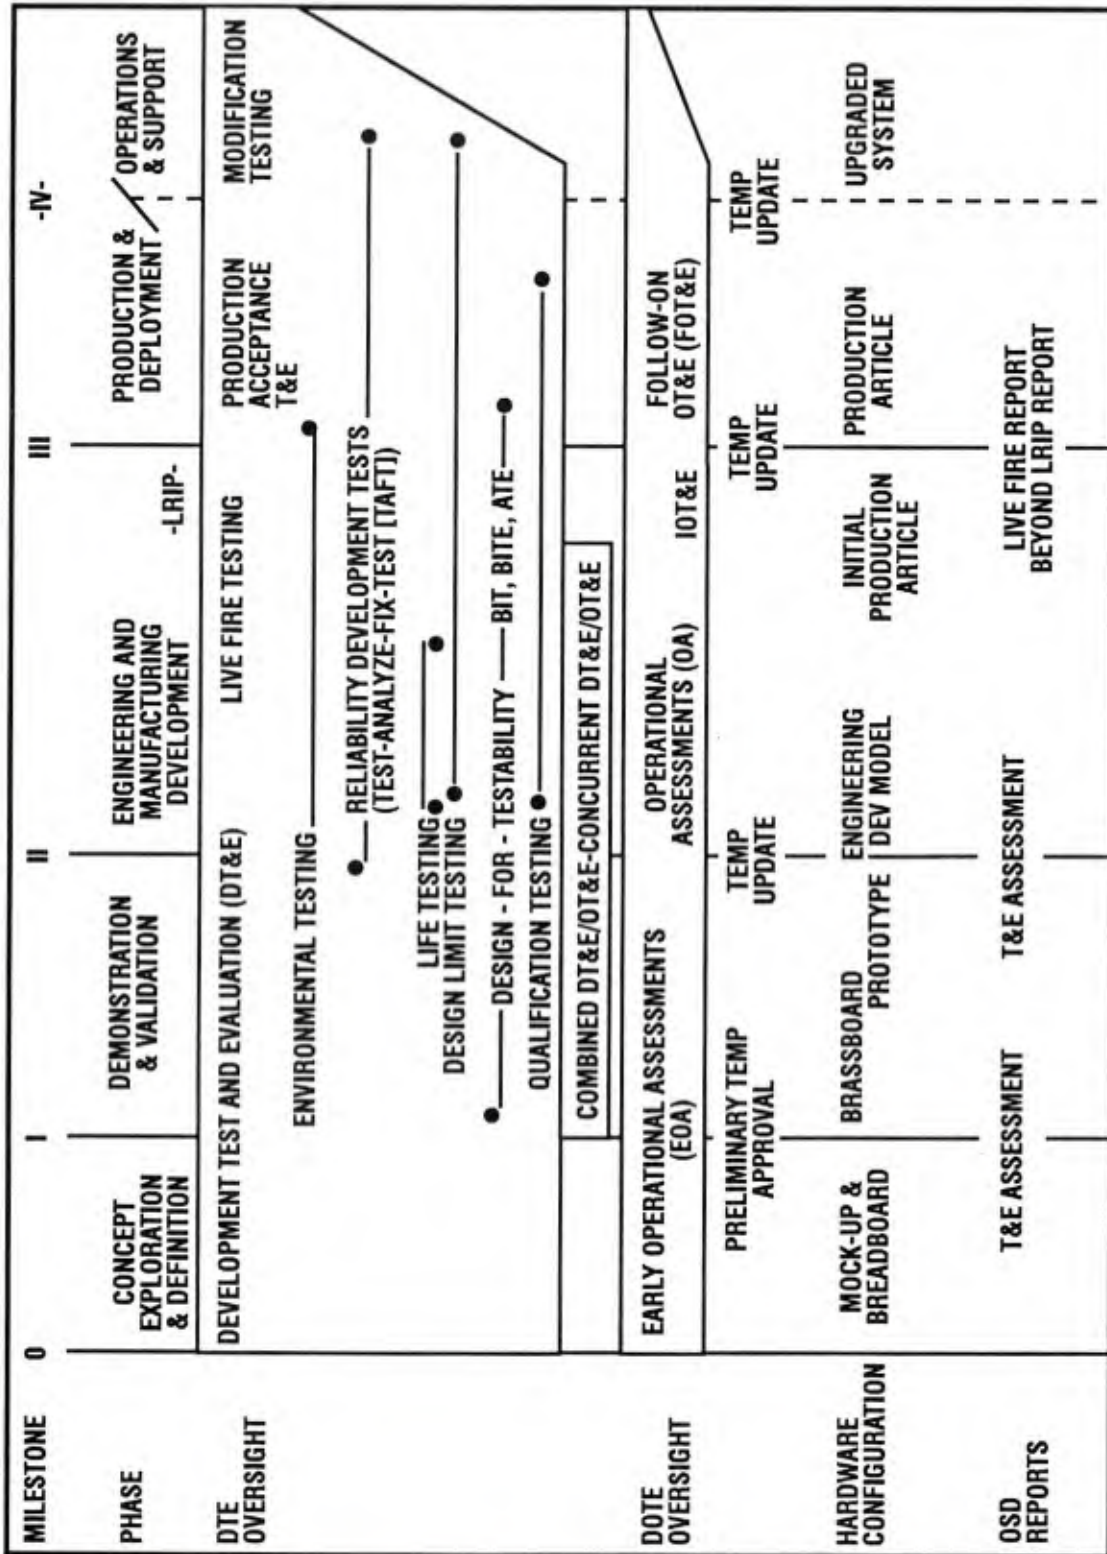 MILESTONE
0
I
II
III
-IV-
PHASE
CONCEPT
EXPLORATION
& DEFINITION
DEMONSTRATION
& VALIDATION
ENGINEERING AND
MANUFACTURING
DEVELOPMENT
-LRIP-
PRODUCTION &
DEPLOYMENT
OPERATIONS
& SUPPORT
DTE
OVERSIGHT
DEVELOPMENT TEST AND EVALUATION (DT&E)
LIVE FIRE TESTING
PRODUCTION
ACCEPTANCE
T&E
MODIFICATION
TESTING
ENVIRONMENTAL TESTING
RELIABILITY DEVELOPMENT TESTS
(TEST-ANALYZE-FIX-TEST [TAFT])
LIFE TESTING
DESIGN LIMIT TESTING
DESIGN - FOR - TESTABILITY
BIT, BITE, ATE
QUALIFICATION TESTING
COMBINED DT&E/OT&E-CONCURRENT DT&E/OT&E
DOTE
OVERSIGHT
EARLY OPERATIONAL ASSESSMENTS
(EOA)
OPERATIONAL
ASSESSMENTS (OA)
IOT&E
FOLLOW-ON
OT&E (FOT&E)
PRELIMINARY TEMP
APPROVAL
TEMP
UPDATE
TEMP
UPDATE
TEMP
UPDATE
HARDWARE
CONFIGURATION
MOCK-UP &
BREADBOARD
BRASSBOARD
PROTOTYPE
ENGINEERING
DEV MODEL
INITIAL
PRODUCTION
ARTICLE
PRODUCTION
ARTICLE
UPGRADED
SYSTEM
OSD
REPORTS
T&E ASSESSMENT
T&E ASSESSMENT
LIVE FIRE REPORT
BEYOND LRIP REPORT